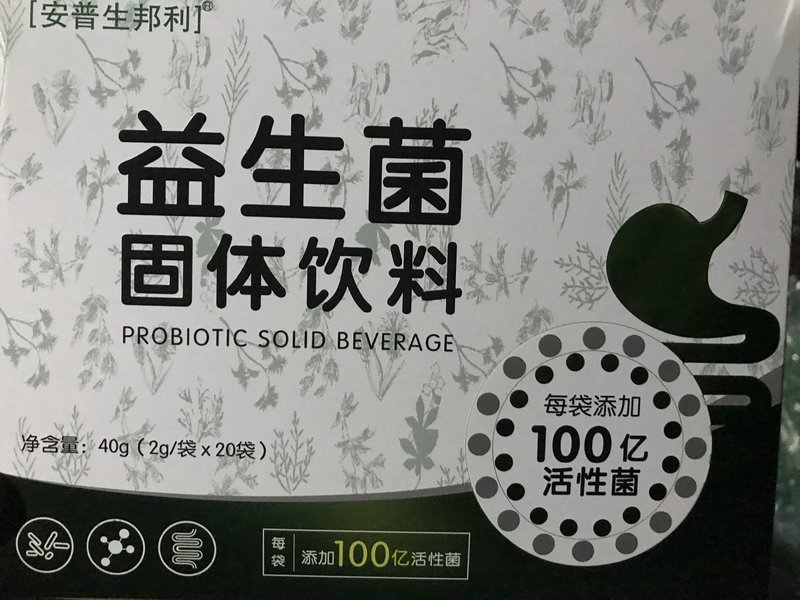 [安普生邦利]®
益生菌
固体饮料
PROBIOTIC SOLID BEVERAGE
净含量：40g（2g/袋 x 20袋）
每袋添加
100亿
活性菌
每袋
添加100亿活性菌